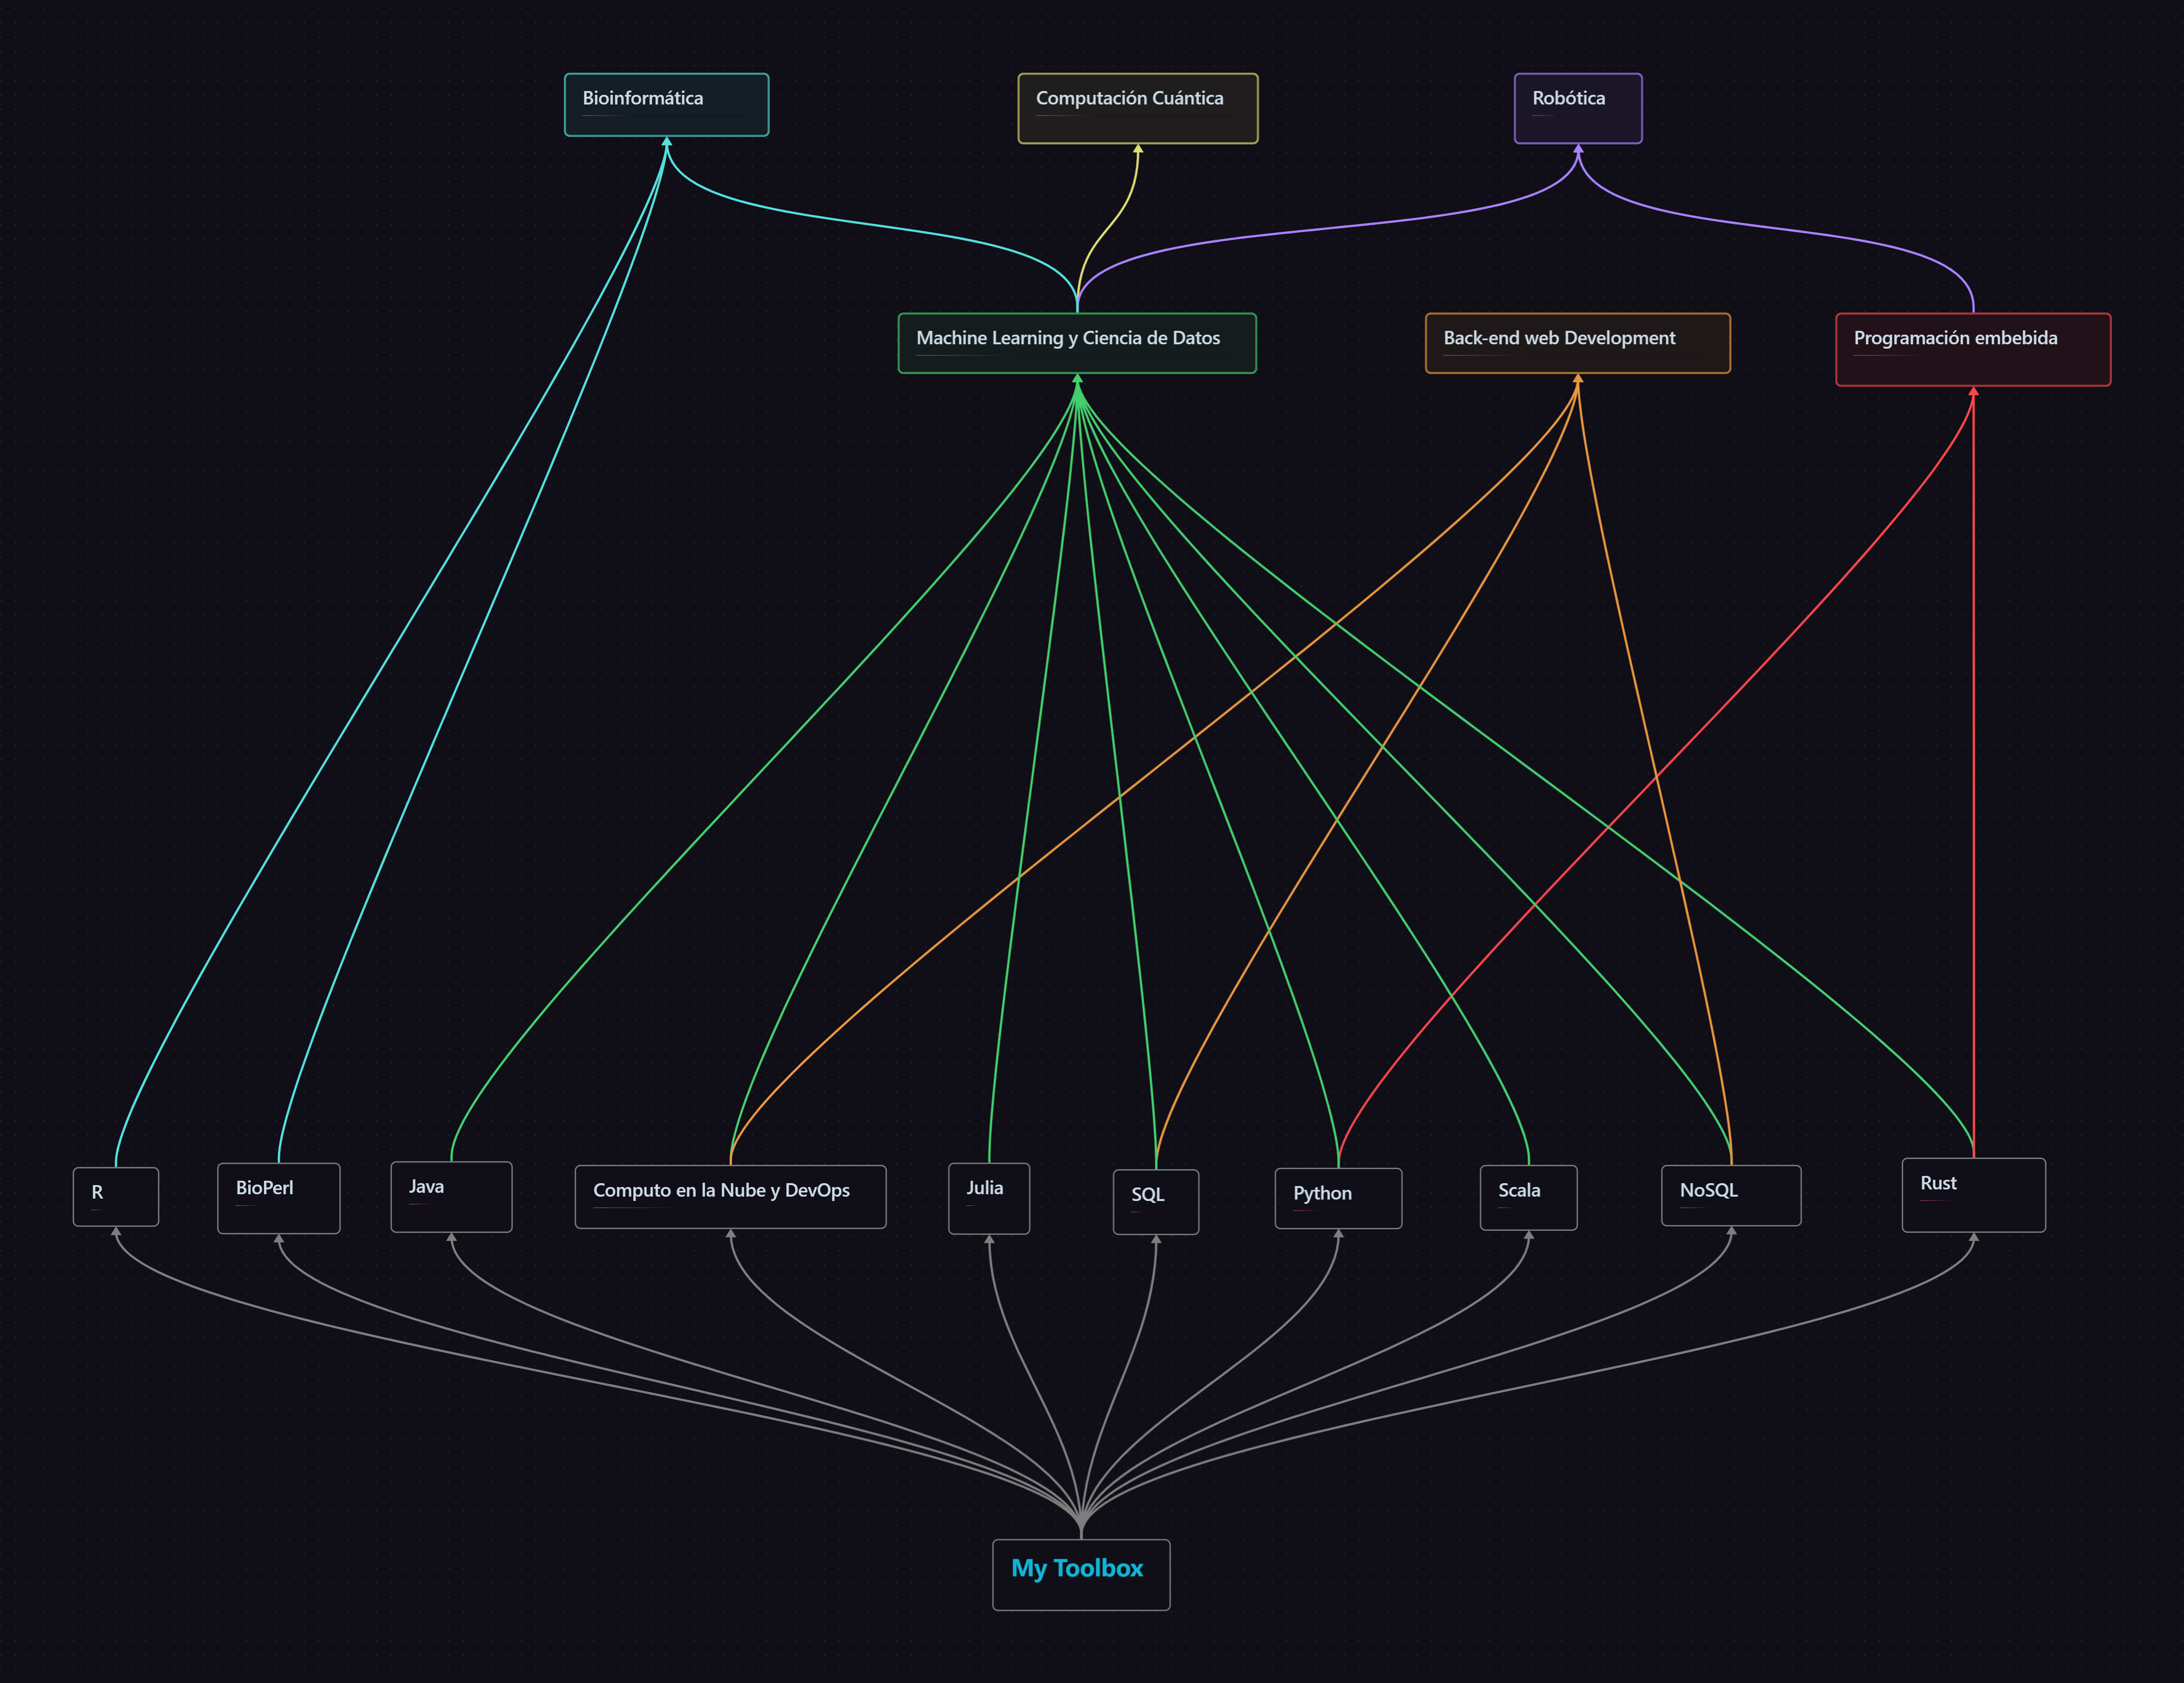 Bioinformática
Computación Cuántica
Robótica
Machine Learning y Ciencia de Datos
Back-end web Development
Programación embebida
R
BioPerl
Java
Computo en la Nube y DevOps
Julia
SQL
Python
Scala
NoSQL
Rust
My Toolbox